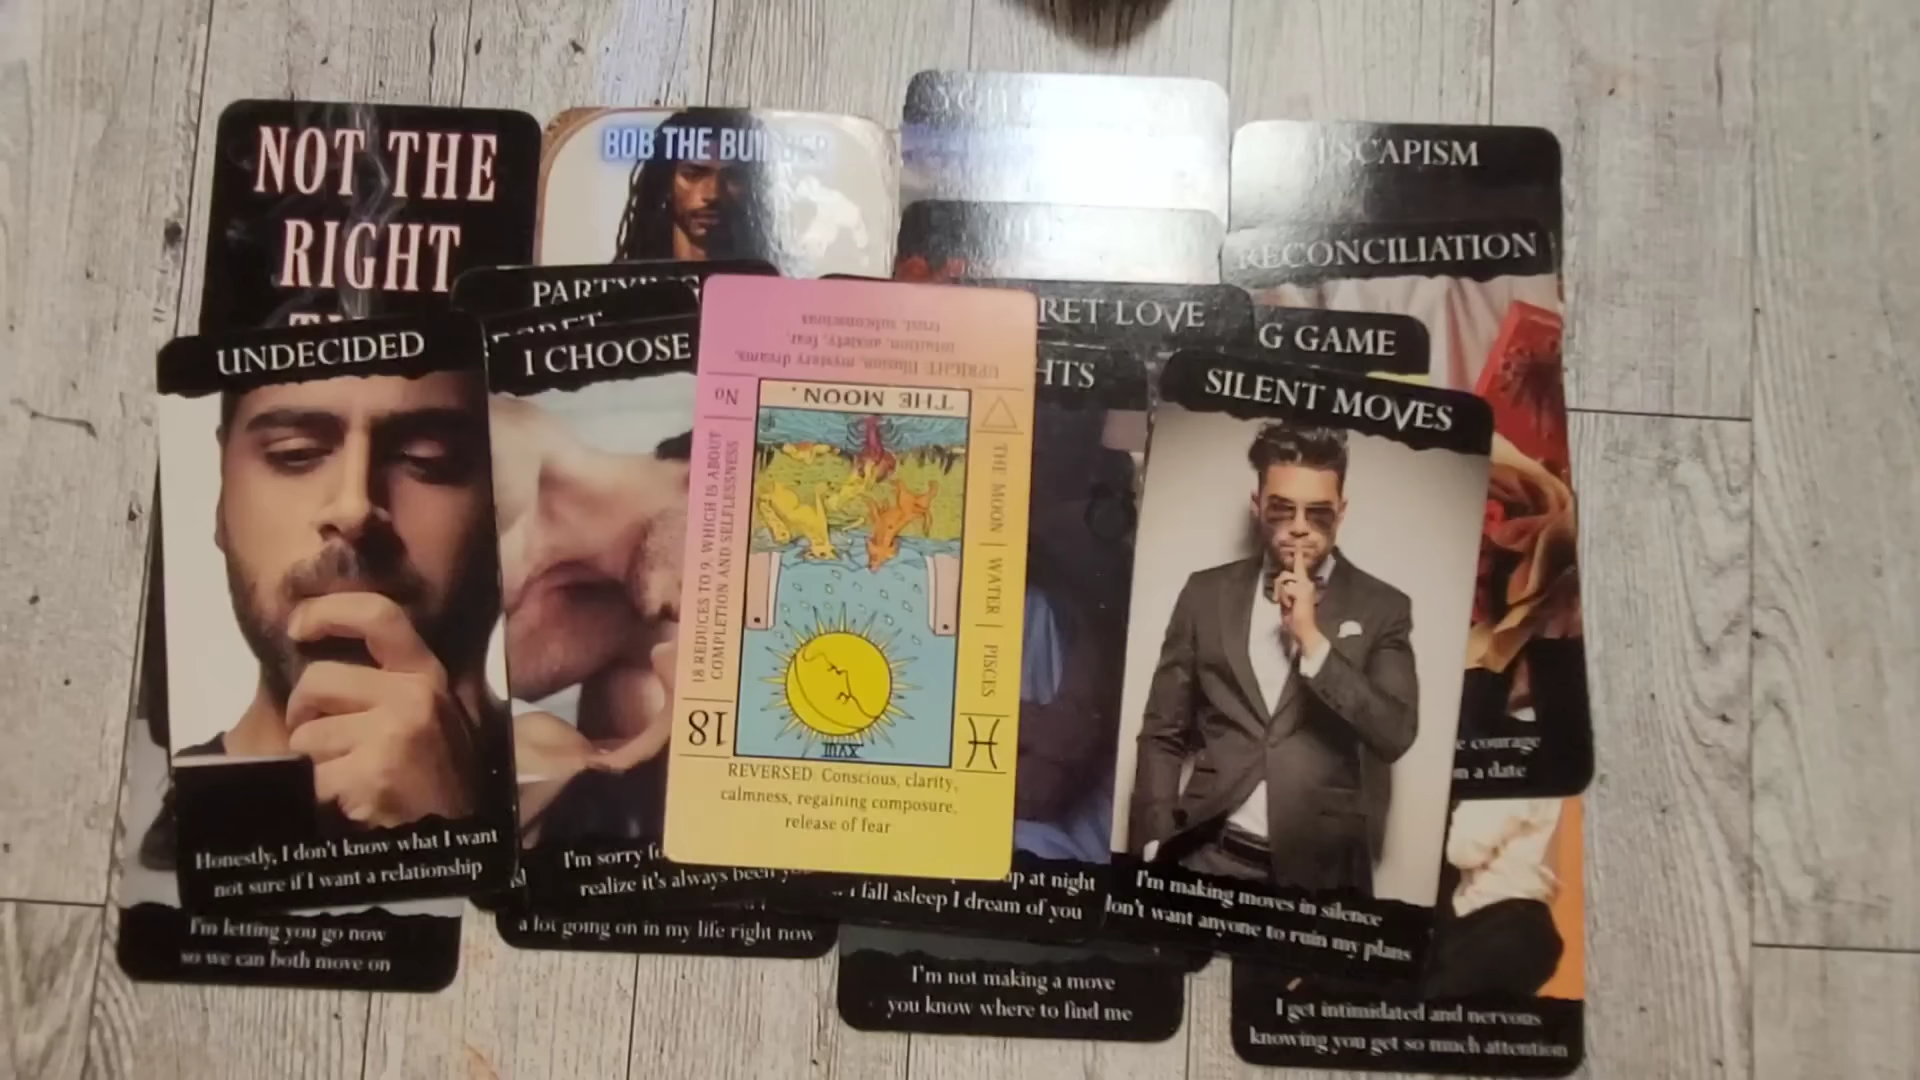 NOT THE
RIGHT
BOB THE BUILDER
ESCAPISM
RECONCILIATION
PARTYING
RET LOVE
G GAME
UNDECIDED
I CHOOSE
HTS
SILENT MOVES
UPRIGHT Illusion, mystery dreams,
intuition, anxiety, fear,
trust, subconscious
No
THE MOON.
18 REDUCES TO 9. WHICH IS ABOUT
COMPLETION AND SELFLESSNESS
THE MOON | WATER | PISCES
18
XVIII
REVERSED Conscious, clarity,
calmness, regaining composure,
release of fear
Honestly, I don't know what I want
not sure if I want a relationship
I'm letting you go now
so we can both move on
I'm sorry fo
realize it's always been
a lot going on in my life right now
up at night
I fall asleep I dream of you
I'm not making a move
you know where to find me
I'm making moves in silence
don't want anyone to ruin my plans
courage
n a date
I get intimidated and nervous
knowing you get so much attention